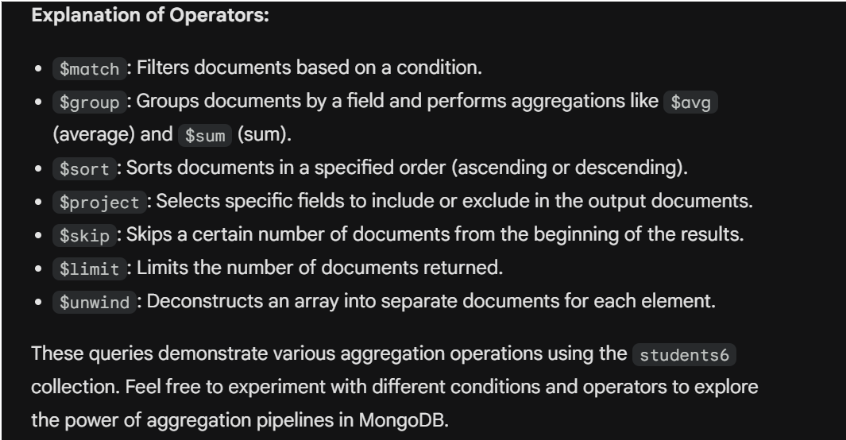 Explanation of Operators:
• $match: Filters documents based on a condition.
• $group: Groups documents by a field and performs aggregations like $avg
(average) and $sum (sum).
• $sort: Sorts documents in a specified order (ascending or descending).
• $project: Selects specific fields to include or exclude in the output documents.
• $skip: Skips a certain number of documents from the beginning of the results.
• $limit: Limits the number of documents returned.
• $unwind: Deconstructs an array into separate documents for each element.
These queries demonstrate various aggregation operations using the students6
collection. Feel free to experiment with different conditions and operators to explore
the power of aggregation pipelines in MongoDB.